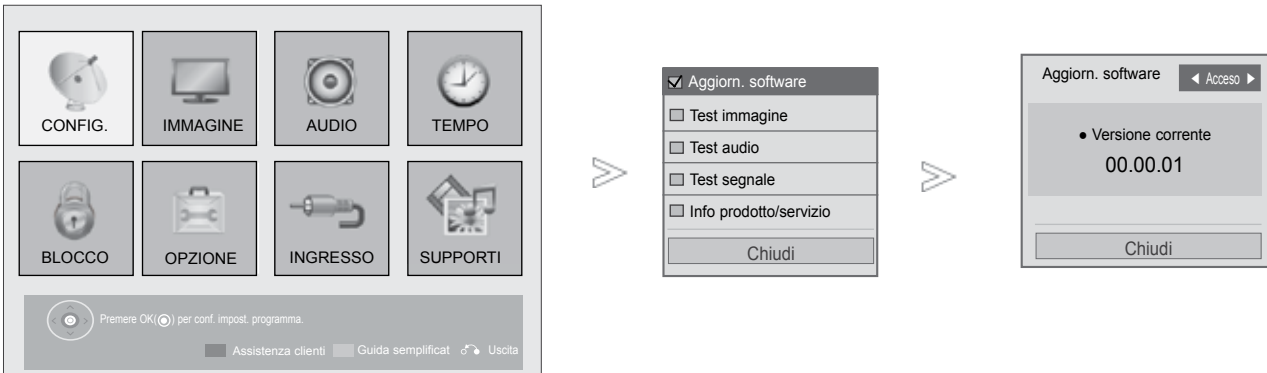 CONFIG.
IMMAGINE
AUDIO
TEMPO
BLOCCO
OPZIONE
INGRESSO
SUPPORTI
Premere OK(◉) per conf. impost. programma.
Assistenza clienti
Guida semplificat
Uscita
Aggiorn. software
Test immagine
Test audio
Test segnale
Info prodotto/servizio
Chiudi
Aggiorn. software
◀ Acceso ▶
● Versione corrente
00.00.01
Chiudi